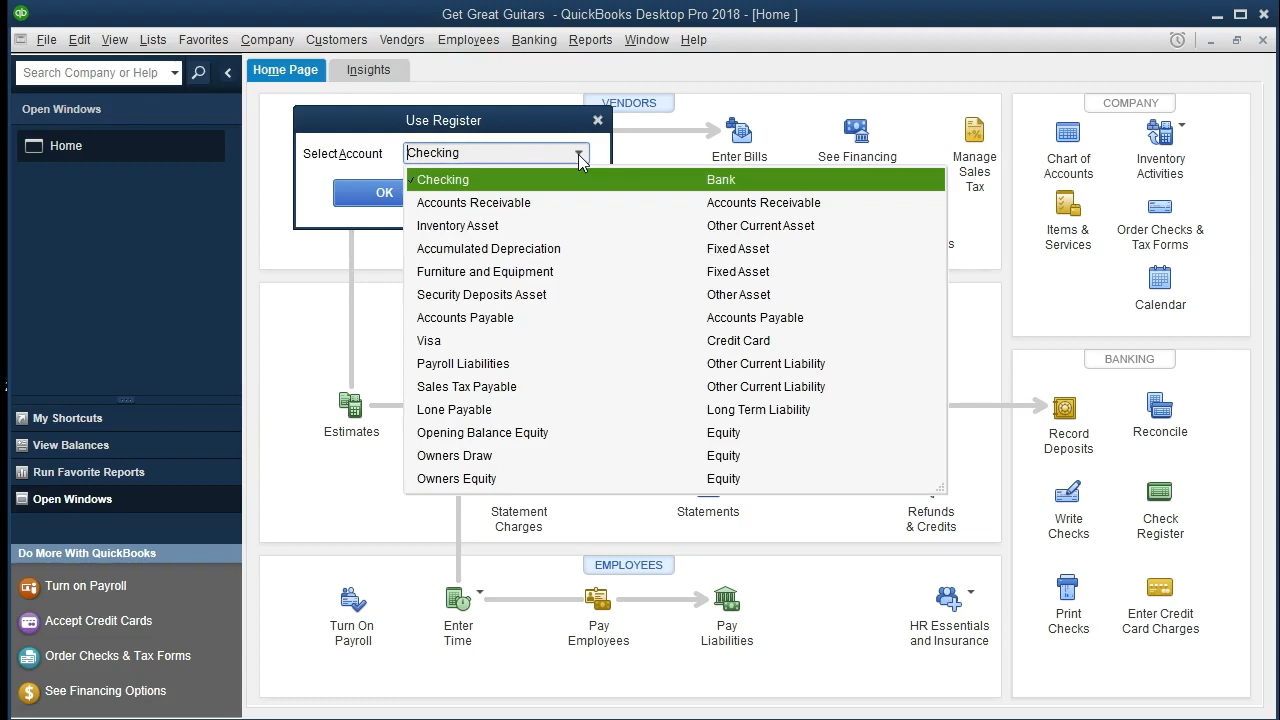 Get Great Guitars - QuickBooks Desktop Pro 2018 - [Home ]
File Edit View Lists Favorites Company Customers Vendors Employees Banking Reports Window Help
Search Company or Help
Home Page
Insights
Open Windows
Home
My Shortcuts
View Balances
Run Favorite Reports
Open Windows
Do More With QuickBooks
Turn on Payroll
Accept Credit Cards
Order Checks & Tax Forms
See Financing Options
VENDORS
Use Register
Select Account
Checking
OK
Checking Bank
Accounts Receivable Accounts Receivable
Inventory Asset Other Current Asset
Accumulated Depreciation Fixed Asset
Furniture and Equipment Fixed Asset
Security Deposits Asset Other Asset
Accounts Payable Accounts Payable
Visa Credit Card
Payroll Liabilities Other Current Liability
Sales Tax Payable Other Current Liability
Lone Payable Long Term Liability
Opening Balance Equity Equity
Owners Draw Equity
Owners Equity Equity
Enter Bills
See Financing
Manage
Sales
Tax
s
Estimates
Statement
Charges
Statements
Refunds
& Credits
EMPLOYEES
Turn On
Payroll
Enter
Time
Pay
Employees
Pay
Liabilities
HR Essentials
and Insurance
COMPANY
Chart of
Accounts
Inventory
Activities
Items &
Services
Order Checks &
Tax Forms
Calendar
BANKING
Record
Deposits
Reconcile
Write
Checks
Check
Register
Print
Checks
Enter Credit
Card Charges